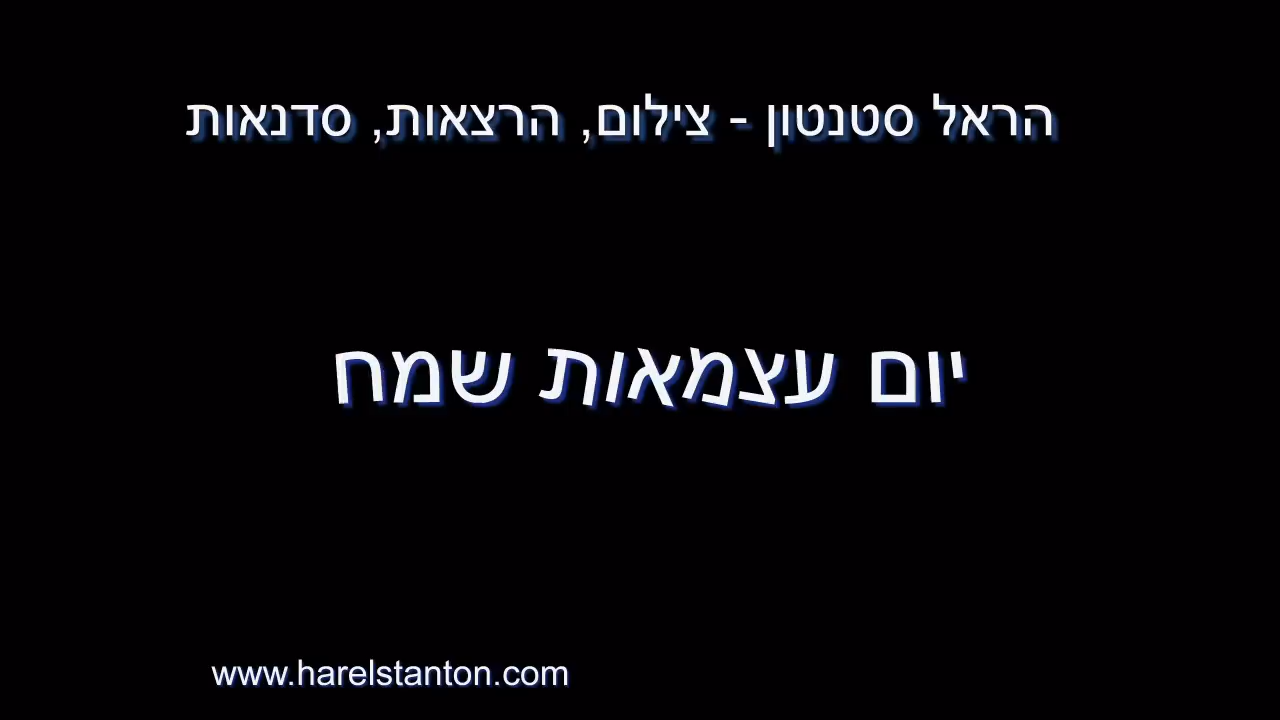 הראל סטנטון - צילום, הרצאות, סדנאות
יום עצמאות שמח
www.harelstanton.com